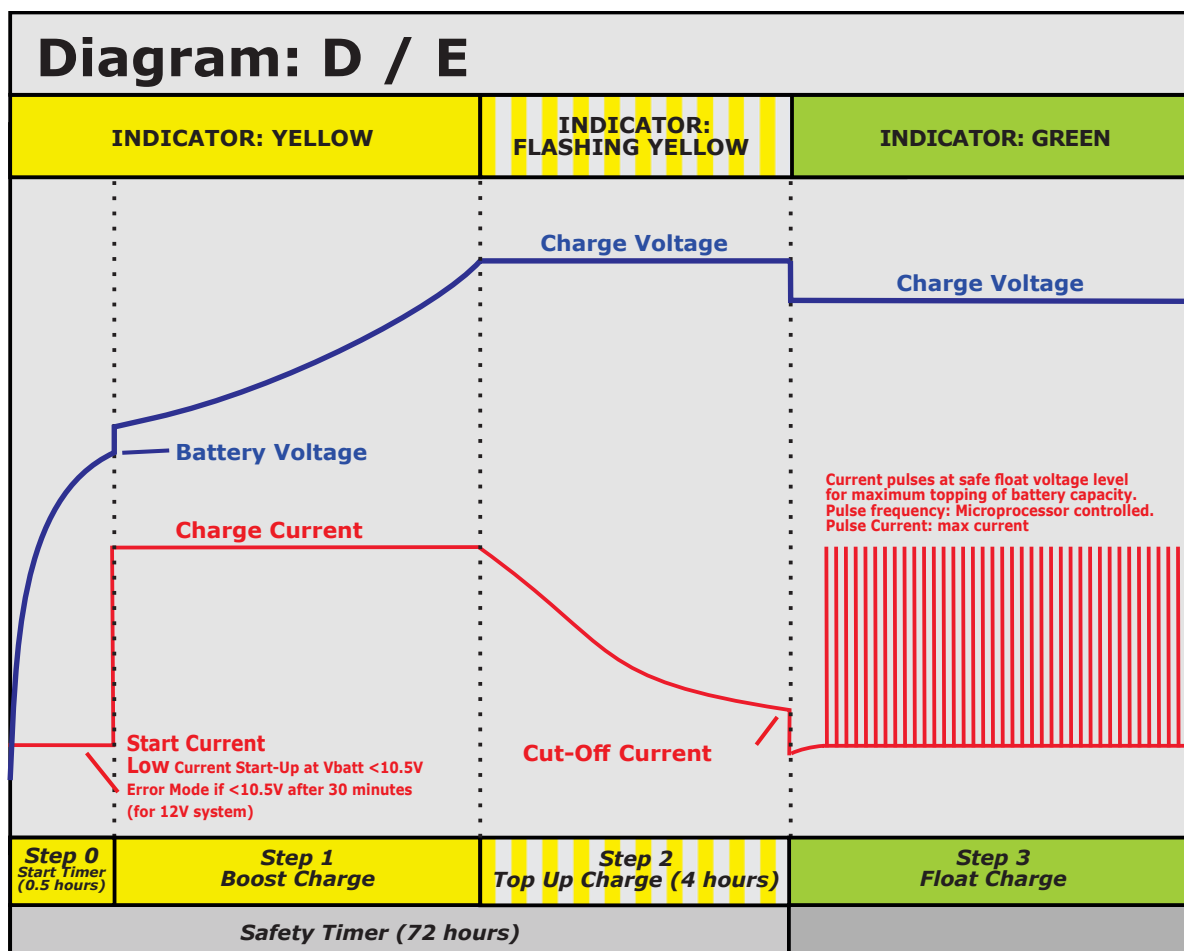 Diagram: D / E
INDICATOR: YELLOW
INDICATOR:
FLASHING YELLOW
INDICATOR: GREEN
Charge Voltage
Charge Voltage
Battery Voltage
Current pulses at safe float voltage level
for maximum topping of battery capacity.
Pulse frequency: Microprocessor controlled.
Pulse Current: max current
Charge Current
Start Current
Low Current Start-Up at Vbatt <10.5V
Error Mode if <10.5V after 30 minutes
(for 12V system)
Cut-Off Current
Step 0
Start Timer
(0.5 hours)
Step 1
Boost Charge
Step 2
Top Up Charge (4 hours)
Step 3
Float Charge
Safety Timer (72 hours)